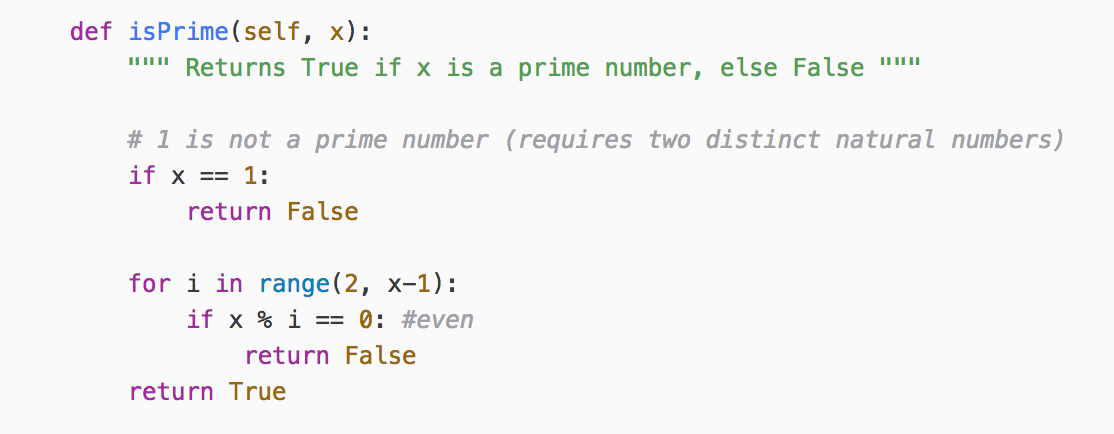 def isPrime(self, x):
    """ Returns True if x is a prime number, else False """
    # 1 is not a prime number (requires two distinct natural numbers)
    if x == 1:
        return False
    for i in range(2, x-1):
        if x % i == 0: #even
            return False
    return True